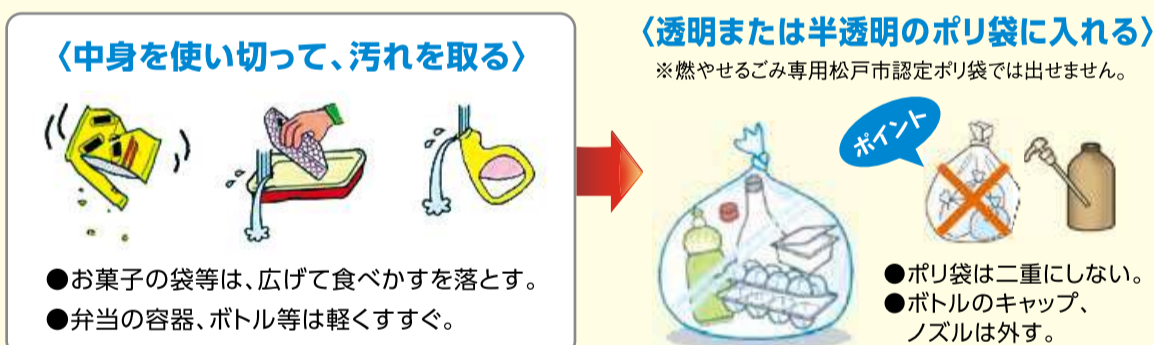 〈中身を使い切って、汚れを取る〉
●お菓子の袋等は、広げて食べかすを落とす。
●弁当の容器、ボトル等は軽くすすぐ。
〈透明または半透明のポリ袋に入れる〉
※燃やせるごみ専用松戸市認定ポリ袋では出せません。
ポイント
●ポリ袋は二重にしない。
●ボトルのキャップ、
ノズルは外す。